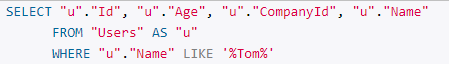 SELECT "u"."Id", "u"."Age", "u"."CompanyId", "u"."Name"
FROM "Users" AS "u"
WHERE "u"."Name" LIKE '%Tom%'